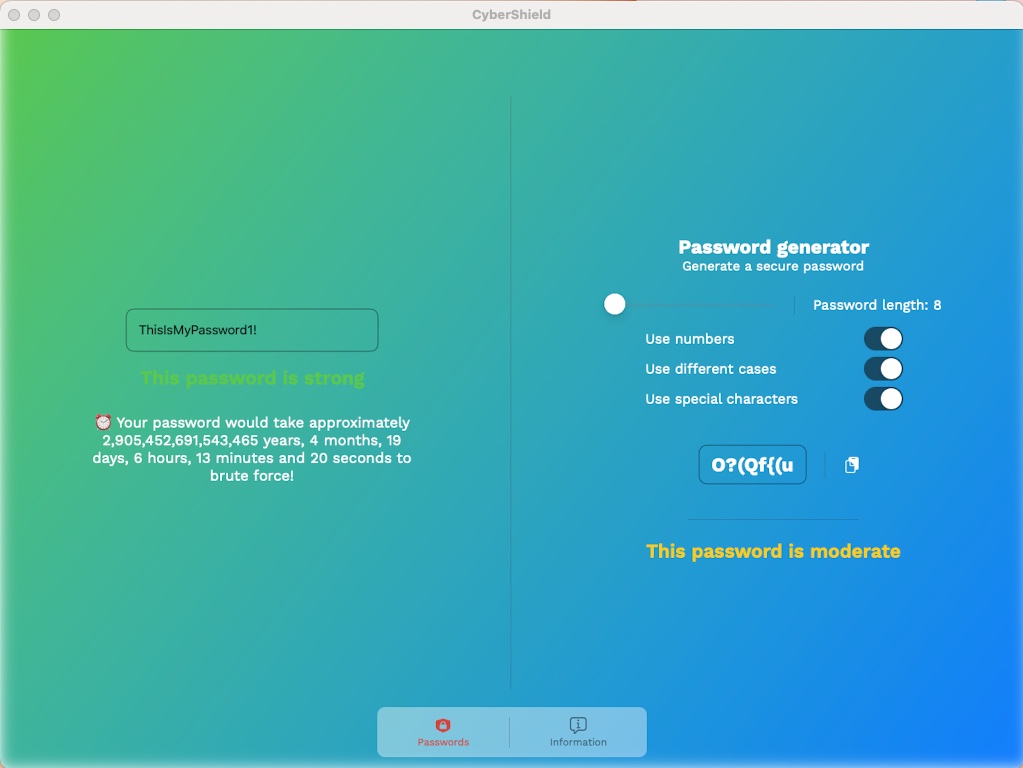 CyberShield
ThisIsMyPassword1!
This password is strong
⏰ Your password would take approximately
2,905,452,691,543,465 years, 4 months, 19
days, 6 hours, 13 minutes and 20 seconds to
brute force!
Password generator
Generate a secure password
Password length: 8
Use numbers
Use different cases
Use special characters
O?(Qf{(u
This password is moderate
Passwords
Information